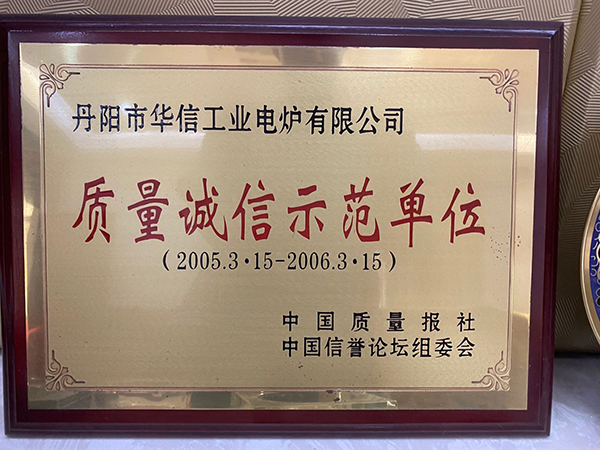 丹阳市华信工业电炉有限公司
质量诚信示范单位
(2005.3·15-2006.3·15)
中国质量报社
中国信誉论坛组委会